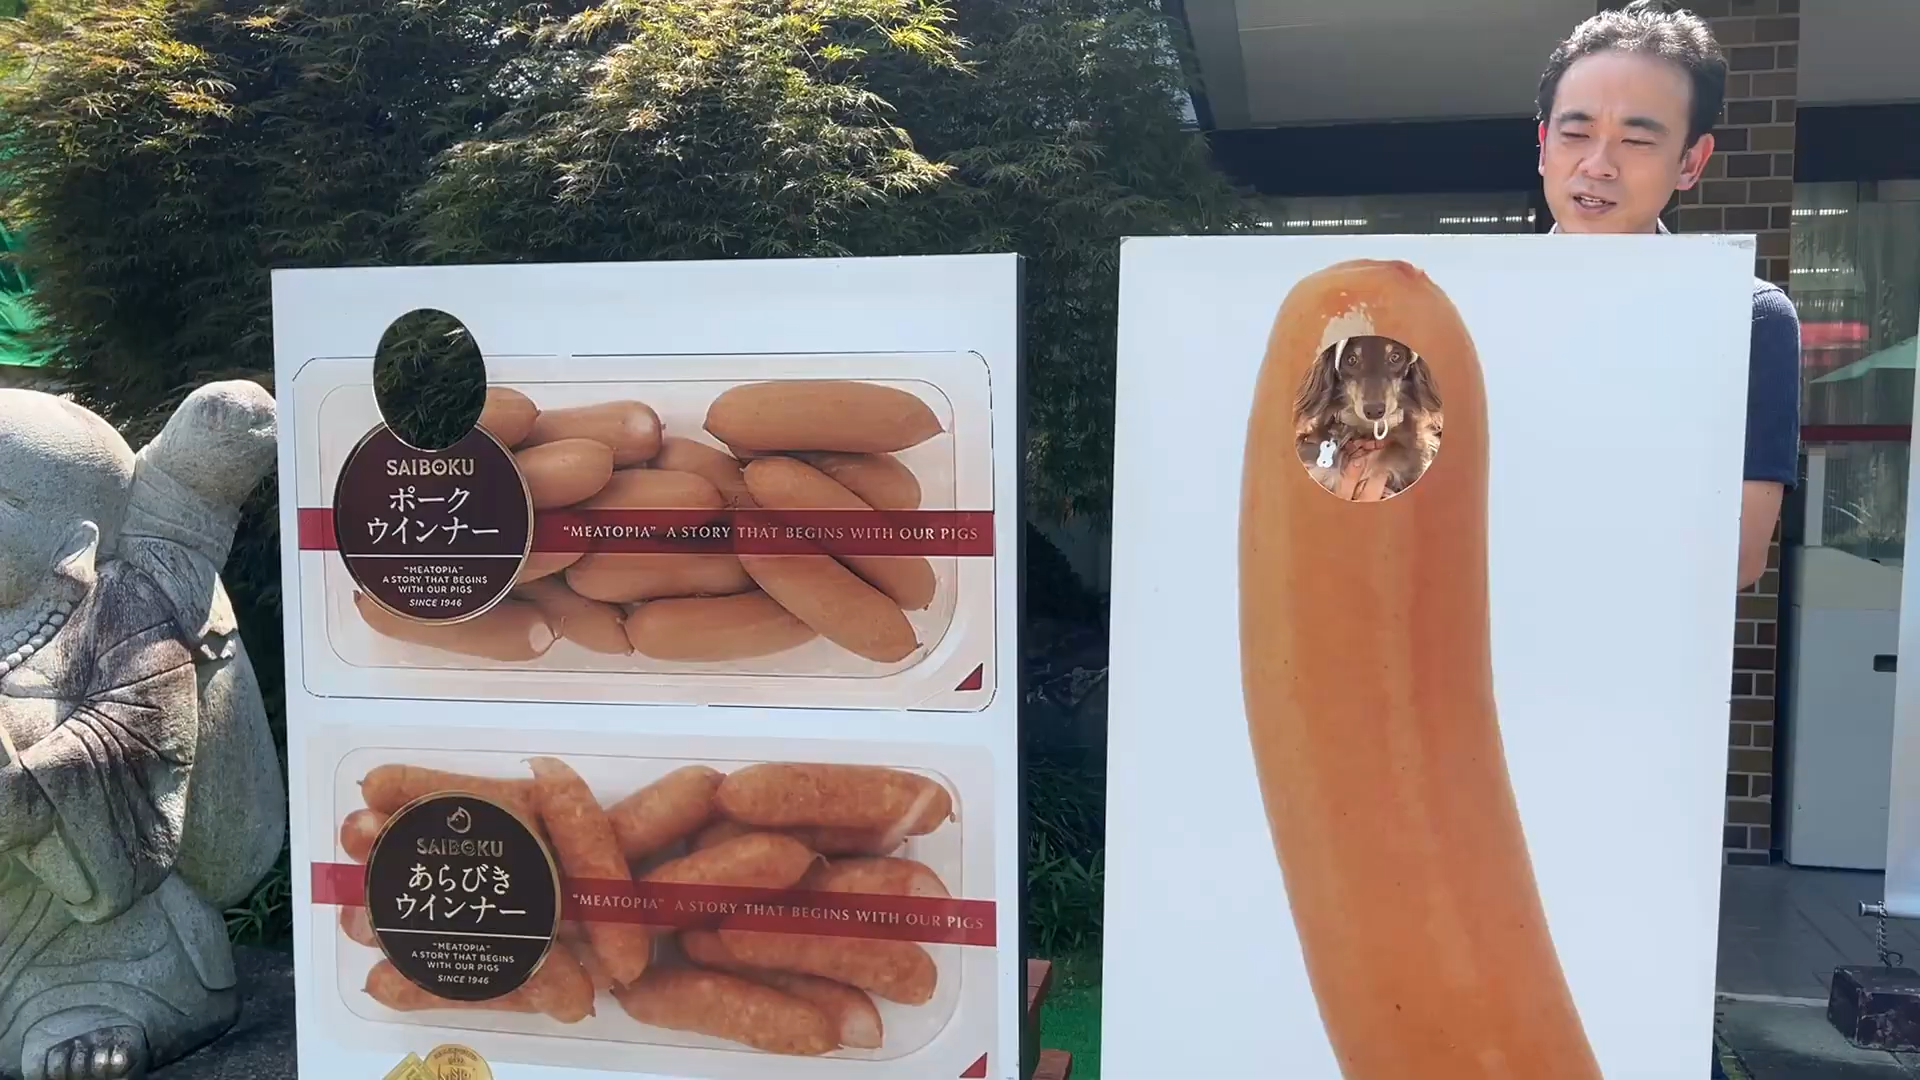 SAIBOKU
ポーク
ウインナー
"MEATOPIA"
A STORY THAT BEGINS
WITH OUR PIGS
SINCE 1946
"MEATOPIA" A STORY THAT BEGINS WITH OUR PIGS
SAIBOKU
あらびき
ウインナー
"MEATOPIA"
A STORY THAT BEGINS
WITH OUR PIGS
SINCE 1946
"MEATOPIA" A STORY THAT BEGINS WITH OUR PIGS